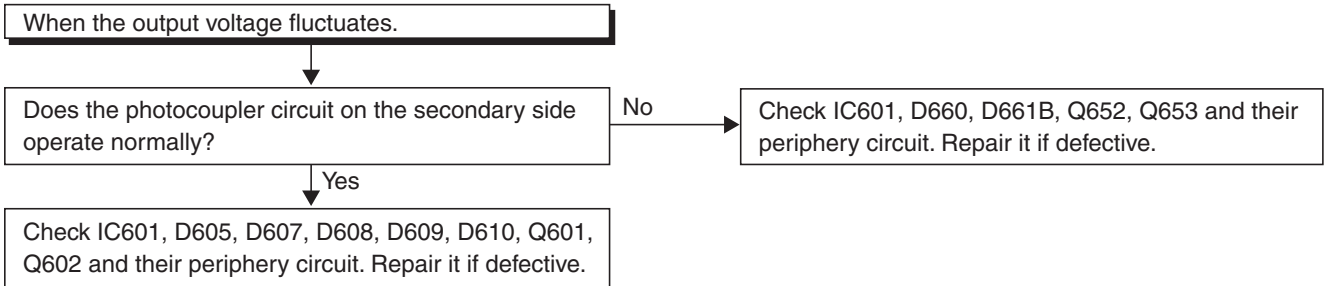 When the output voltage fluctuates.
Does the photocoupler circuit on the secondary side
operate normally?
No
Check IC601, D660, D661B, Q652, Q653 and their
periphery circuit. Repair it if defective.
Yes
Check IC601, D605, D607, D608, D609, D610, Q601,
Q602 and their periphery circuit. Repair it if defective.